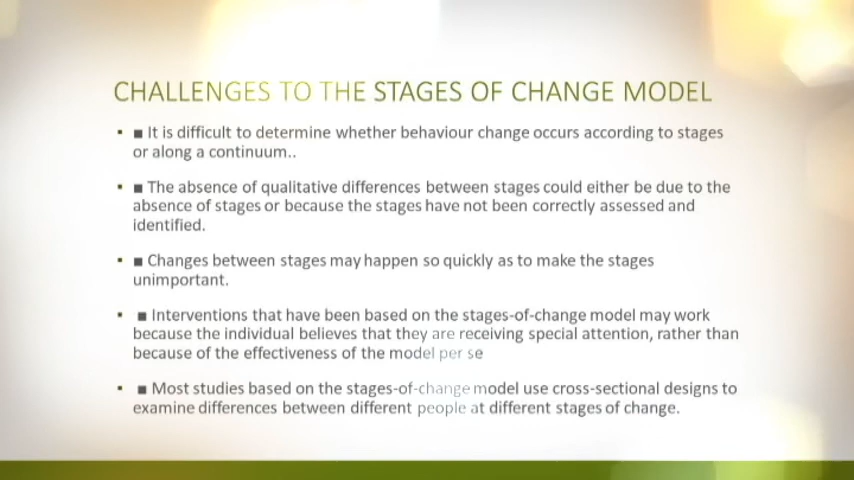 CHALLENGES TO THE STAGES OF CHANGE MODEL
▪ ■ It is difficult to determine whether behaviour change occurs according to stages
or along a continuum..
▪ ■ The absence of qualitative differences between stages could either be due to the
absence of stages or because the stages have not been correctly assessed and
identified.
▪ ■ Changes between stages may happen so quickly as to make the stages
unimportant.
▪ ■ Interventions that have been based on the stages-of-change model may work
because the individual believes that they are receiving special attention, rather than
because of the effectiveness of the model per se
▪ ■ Most studies based on the stages-of-change model use cross-sectional designs to
examine differences between different people at different stages of change.